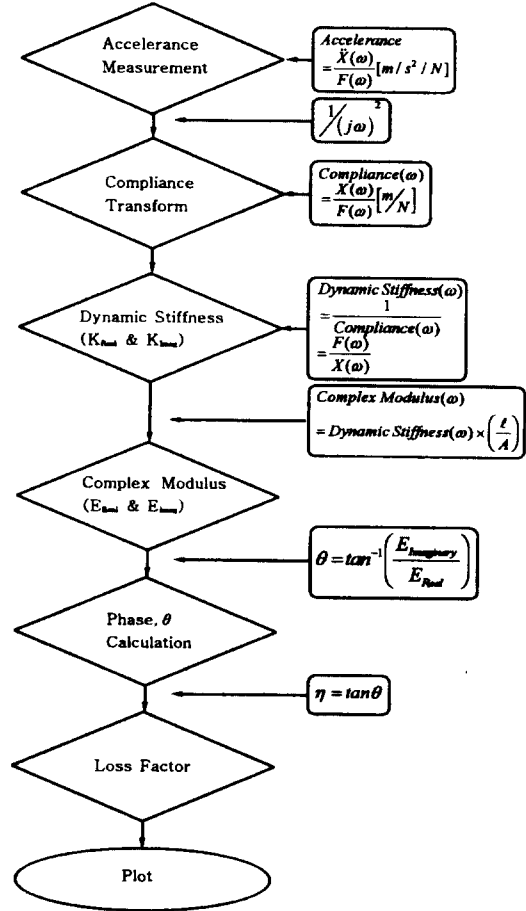 Accelerance
Measurement
Accelerance
= Ẍ(ω) / F(ω) [m/s²/N]
1/(jω)²
Compliance
Transform
Compliance(ω)
= X(ω) / F(ω) [m/N]
Dynamic Stiffness
(K_Real & K_Imag)
Dynamic Stiffness(ω)
= 1 / Compliance(ω)
= F(ω) / X(ω)
Complex Modulus(ω)
= Dynamic Stiffness(ω) × (ℓ/A)
Complex Modulus
(E_Real & E_Imag)
θ = tan⁻¹(E_Imaginary / E_Real)
Phase, θ
Calculation
η = tanθ
Loss Factor
Plot